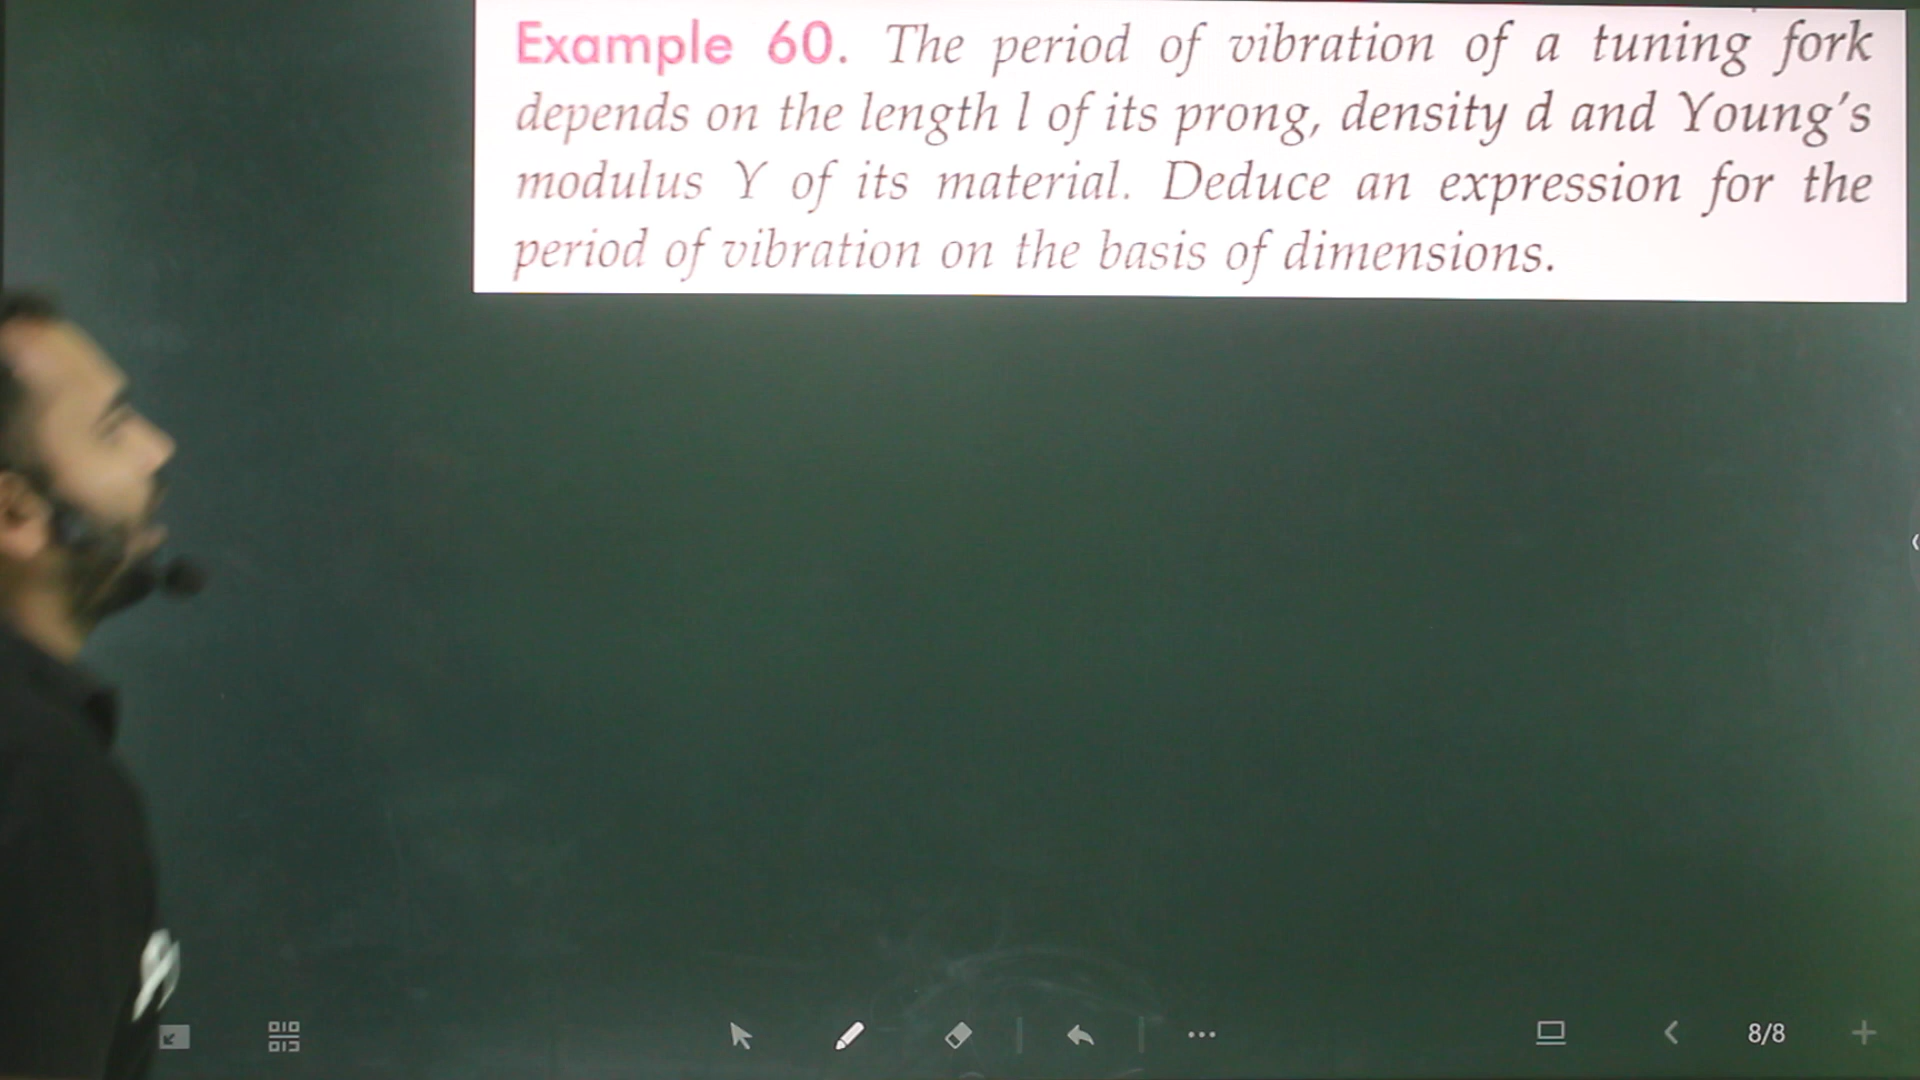 Example 60. The period of vibration of a tuning fork
depends on the length l of its prong, density d and Young's
modulus Y of its material. Deduce an expression for the
period of vibration on the basis of dimensions.
8/8